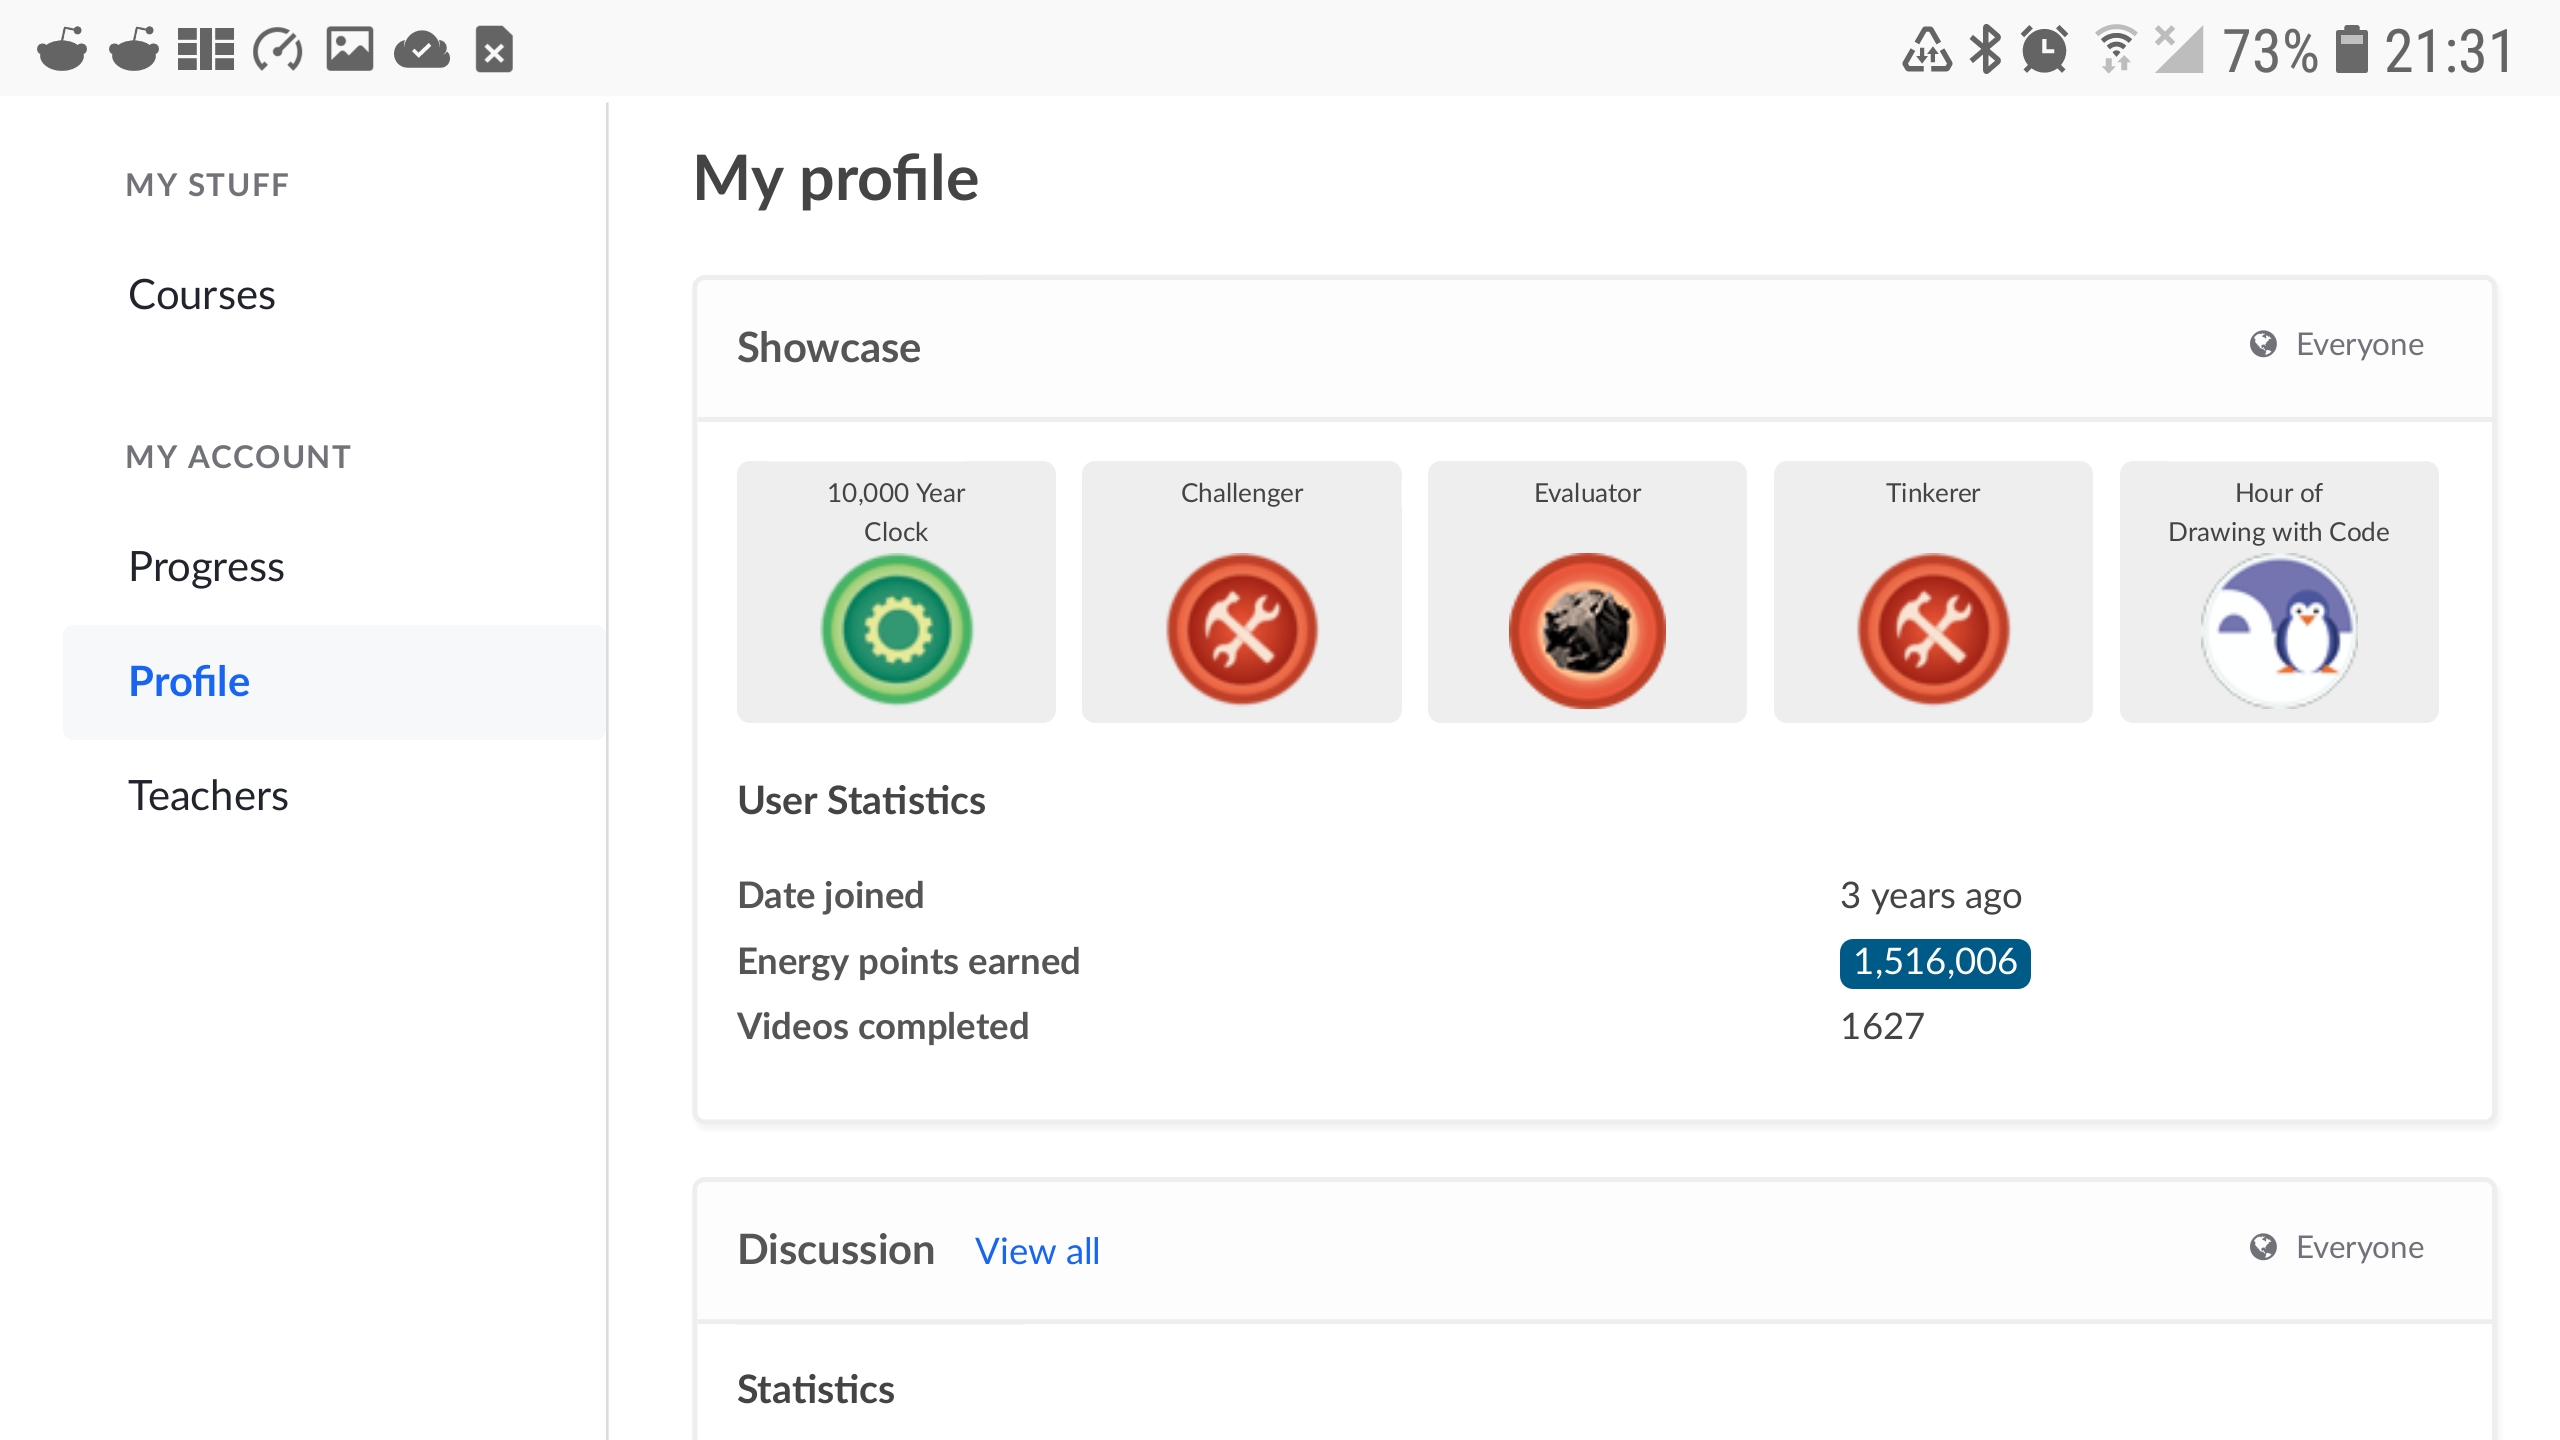 73% 21:31
MY STUFF
Courses
MY ACCOUNT
Progress
Profile
Teachers
My profile
Showcase
Everyone
10,000 Year
Clock
Challenger
Evaluator
Tinkerer
Hour of
Drawing with Code
User Statistics
Date joined
3 years ago
Energy points earned
1,516,006
Videos completed
1627
Discussion
View all
Everyone
Statistics